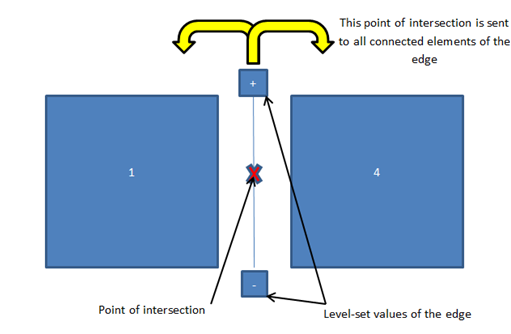 This point of intersection is sent
to all connected elements of the
edge
+
1
4
-
Point of intersection
Level-set values of the edge